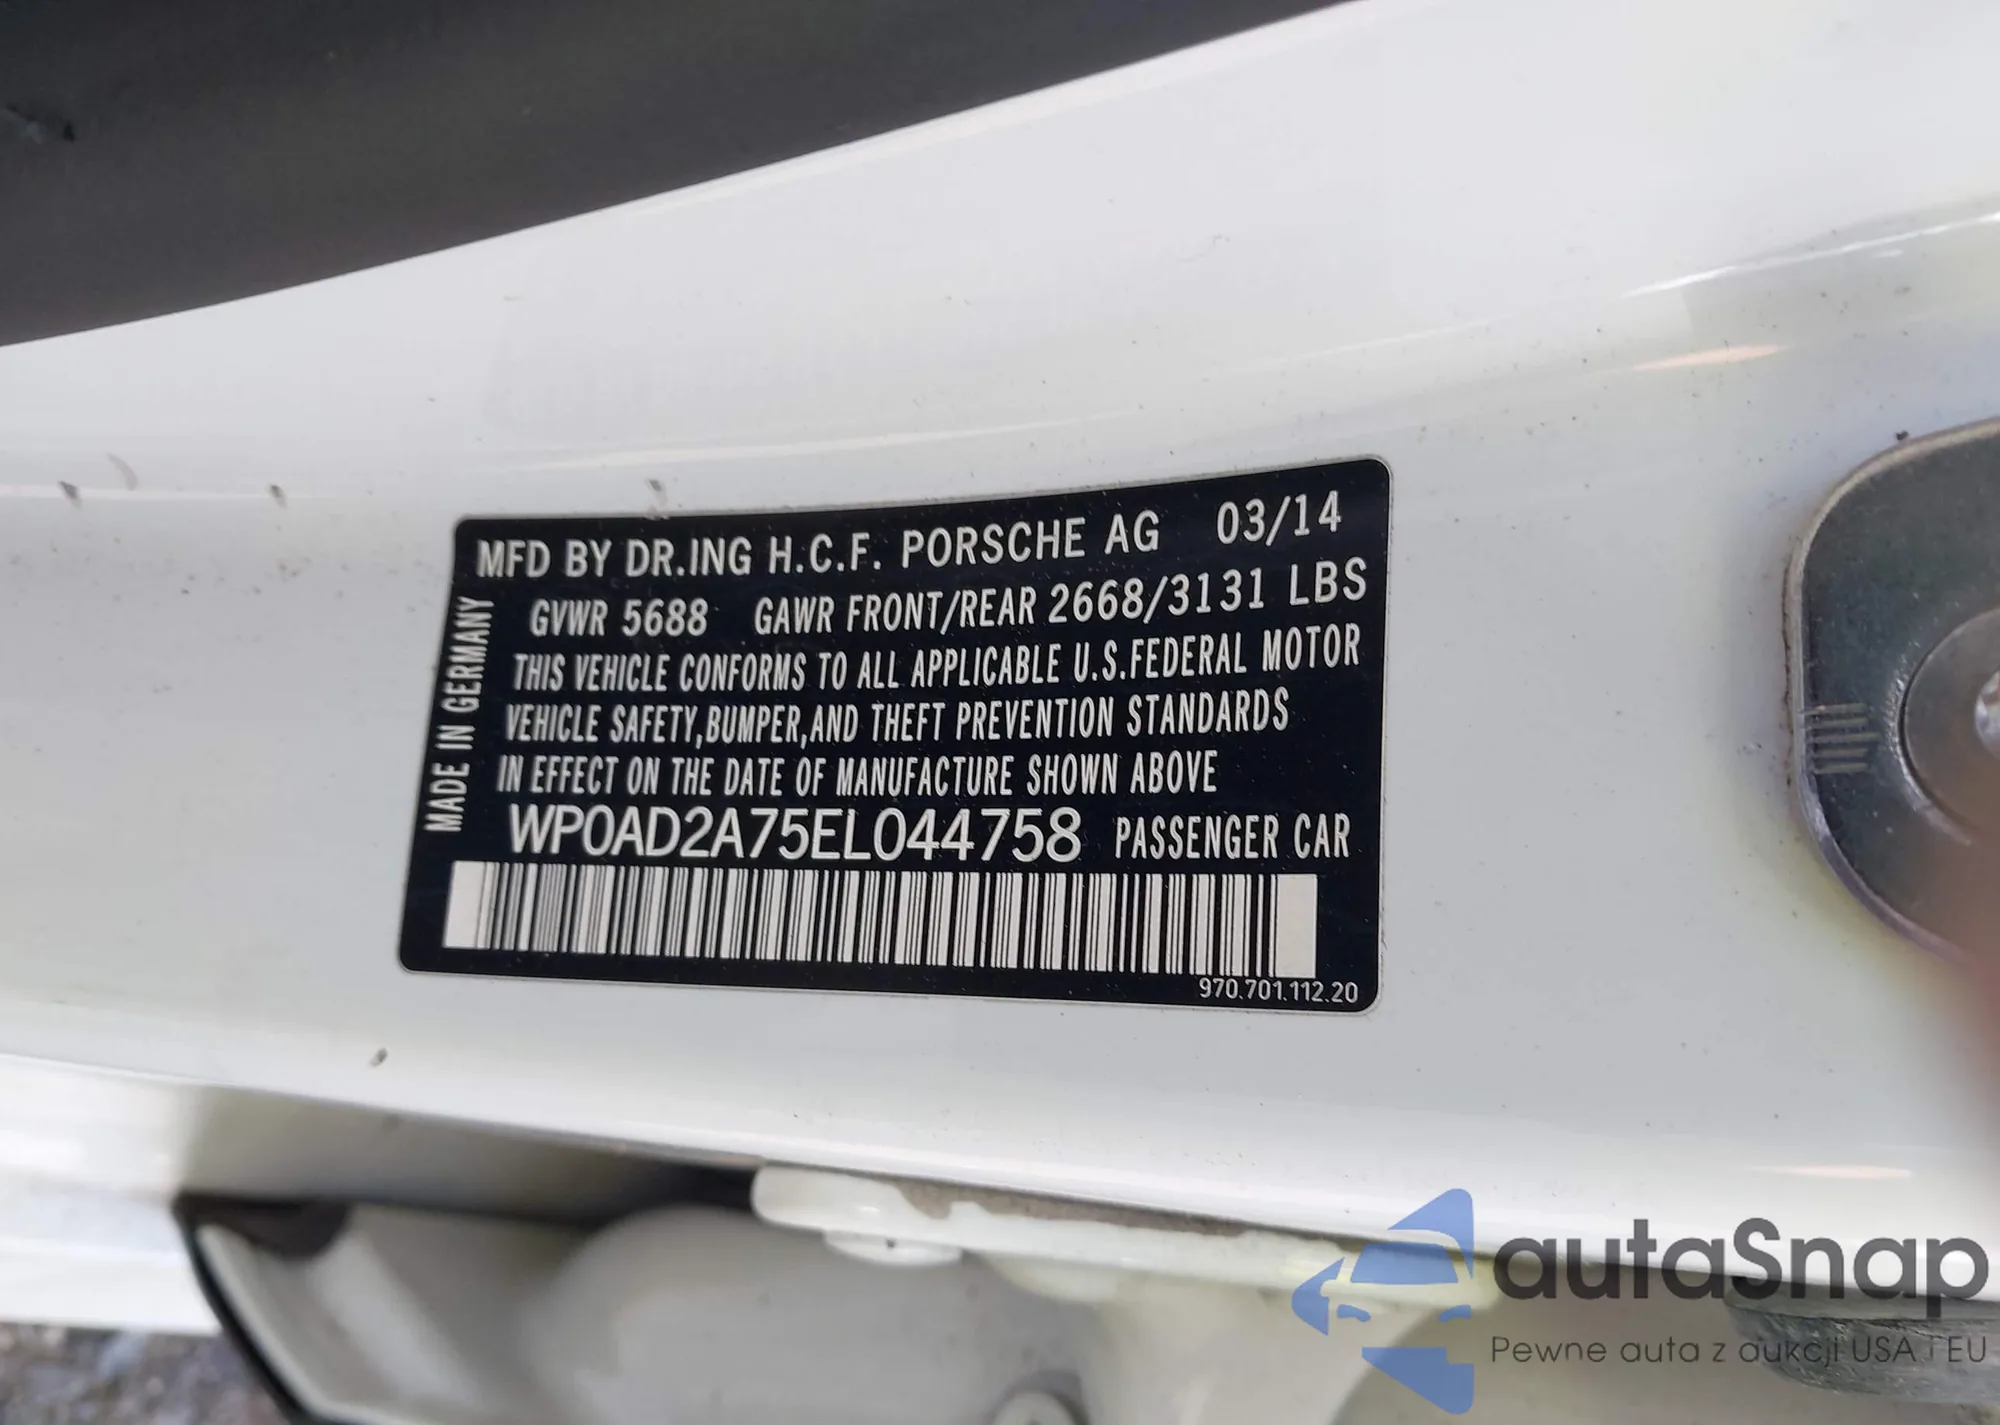 MFD BY DR.ING H.C.F. PORSCHE AG 03/14
GVWR 5688 GAWR FRONT/REAR 2668/3131 LBS
THIS VEHICLE CONFORMS TO ALL APPLICABLE U.S.FEDERAL MOTOR
VEHICLE SAFETY,BUMPER,AND THEFT PREVENTION STANDARDS
IN EFFECT ON THE DATE OF MANUFACTURE SHOWN ABOVE
WP0AD2A75EL044758 PASSENGER CAR
970.701.112.20
MADE IN GERMANY
autaSnap
Pewne auta z aukcji USA i EU